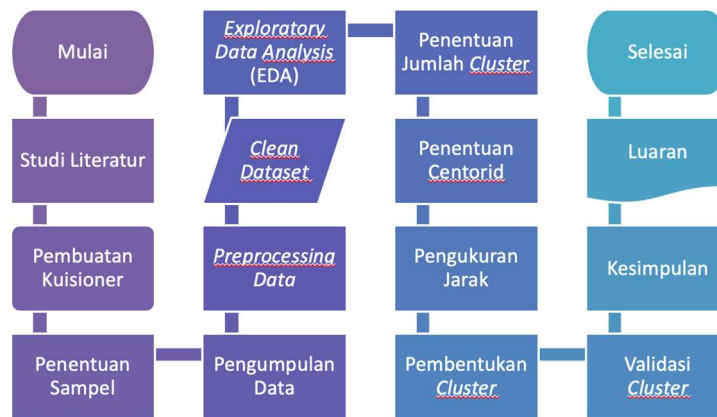 Mulai
Studi Literatur
Pembuatan
Kuisioner
Penentuan
Sampel
Pengumpulan
Data
Preprocessing
Data
Clean
Dataset
Exploratory
Data Analysis
(EDA)
Penentuan
Jumlah Cluster
Penentuan
Centorid
Pengukuran
Jarak
Pembentukan
Cluster
Validasi
Cluster
Kesimpulan
Luaran
Selesai